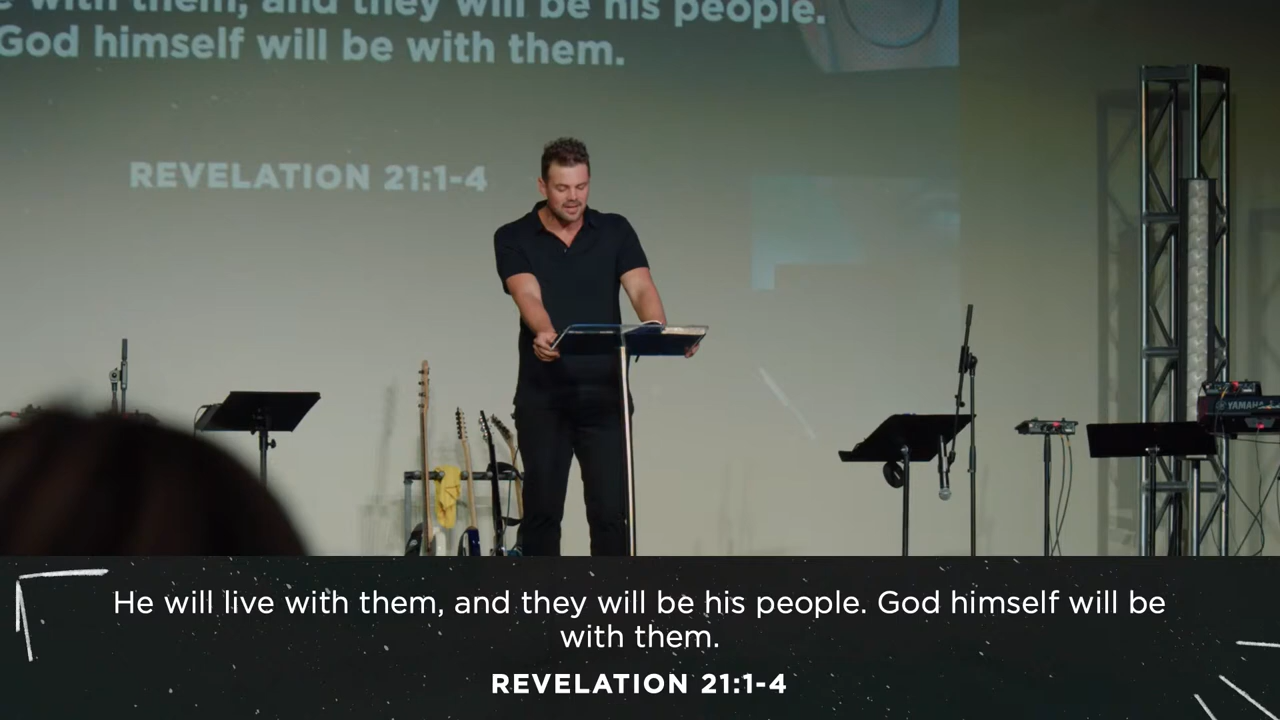 with them, and they will be his people.
God himself will be with them.
REVELATION 21:1-4
YAMAHA
He will live with them, and they will be his people. God himself will be
with them.
REVELATION 21:1-4